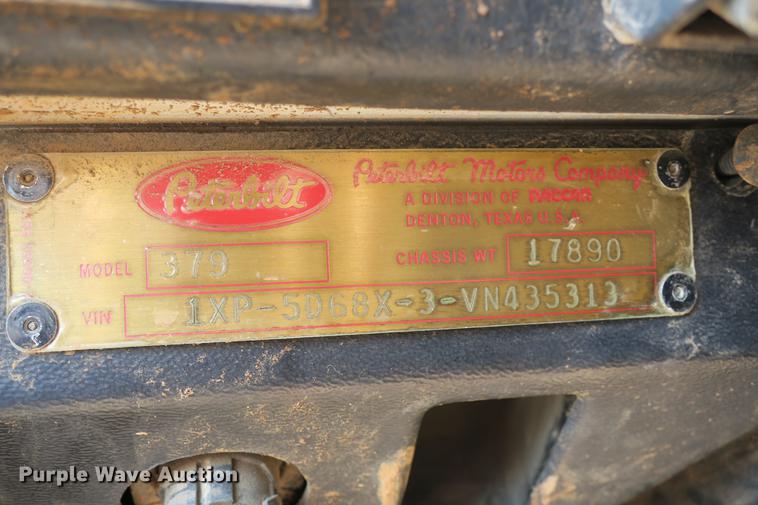 Peterbilt
Peterbilt Motors Company
A DIVISION OF PACCAR
DENTON, TEXAS U.S.A.
MODEL 379
CHASSIS WT 17890
VIN 1XP-5D68X-3-VN435313
Purple Wave Auction